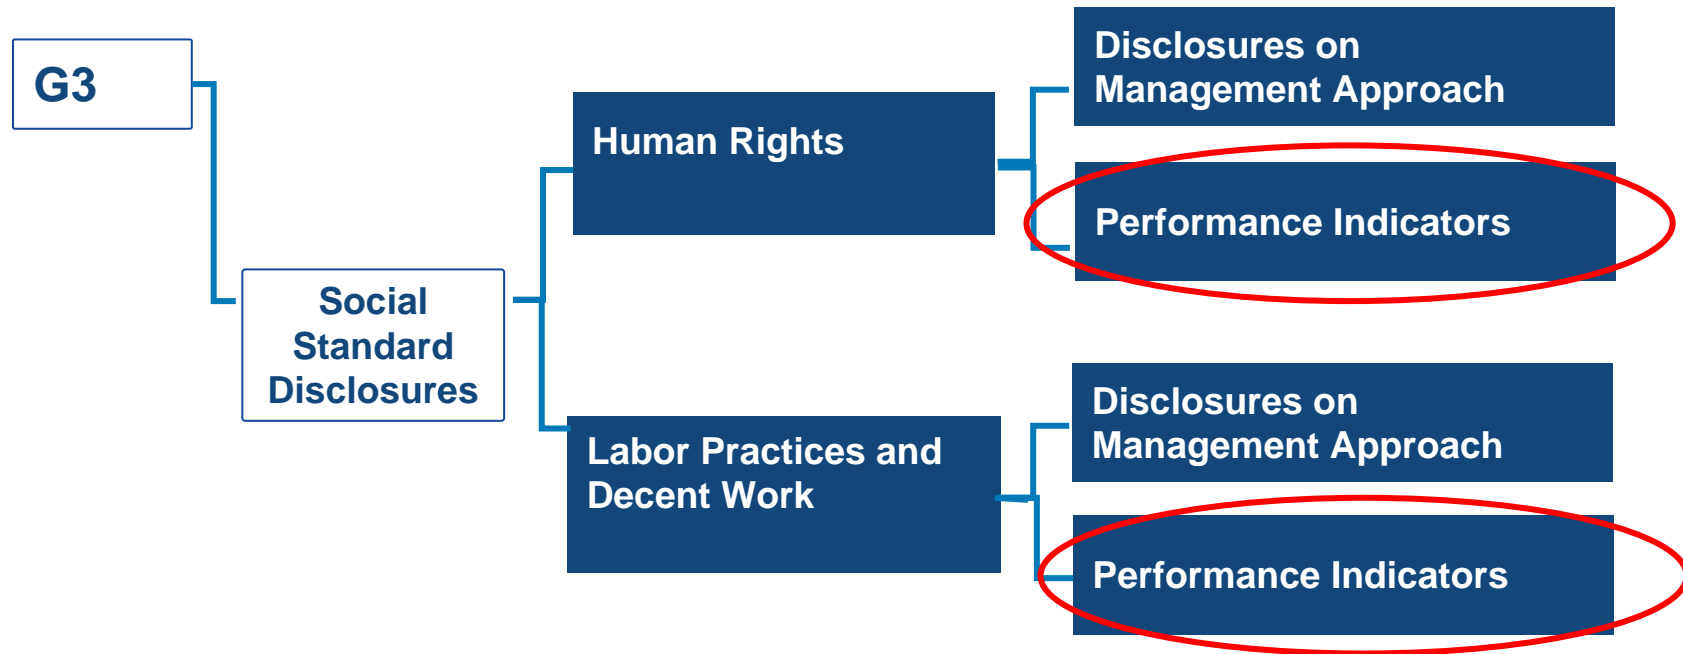 G3
Social
Standard
Disclosures
Human Rights
Disclosures on
Management Approach
Performance Indicators
Labor Practices and
Decent Work
Disclosures on
Management Approach
Performance Indicators